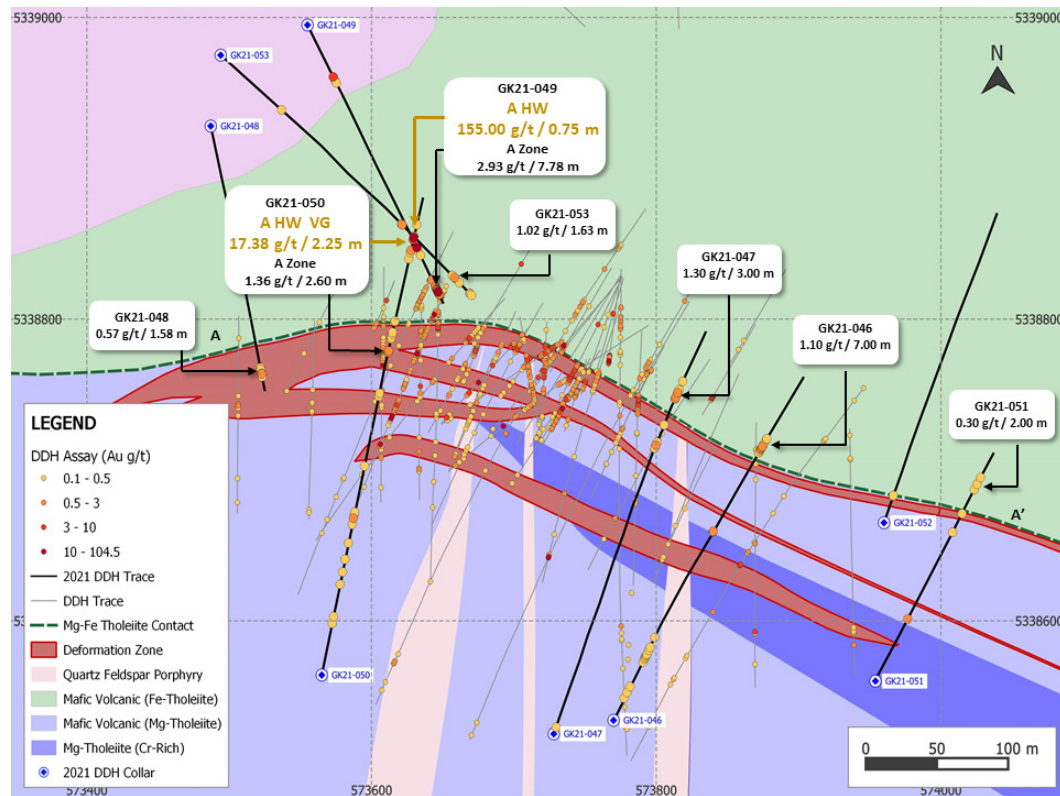 5339000
5339000
GK21-049
GK21-053
N
GK21-049
A HW
155.00 g/t / 0.75 m
A Zone
2.93 g/t / 7.78 m
GK21-048
GK21-050
A HW VG
17.38 g/t / 2.25 m
A Zone
1.36 g/t / 2.60 m
GK21-053
1.02 g/t / 1.63 m
GK21-047
1.30 g/t / 3.00 m
GK21-048
0.57 g/t / 1.58 m
A
5338800
5338800
GK21-046
1.10 g/t / 7.00 m
GK21-051
0.30 g/t / 2.00 m
A'
GK21-052
LEGEND
DDH Assay (Au g/t)
0.1 - 0.5
0.5 - 3
3 - 10
10 - 104.5
2021 DDH Trace
DDH Trace
Mg-Fe Tholeiite Contact
Deformation Zone
Quartz Feldspar Porphyry
Mafic Volcanic (Fe-Tholeiite)
Mafic Volcanic (Mg-Tholeiite)
Mg-Tholeiite (Cr-Rich)
2021 DDH Collar
5338600
GK21-050
GK21-051
GK21-046
GK21-047
0 50 100 m
573400
573600
573800
574000